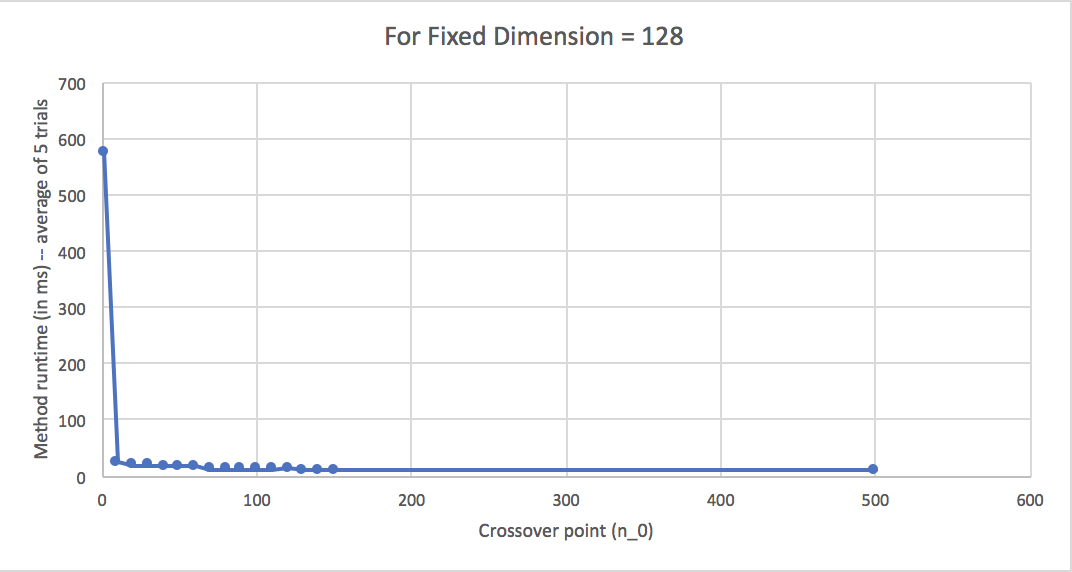 For Fixed Dimension = 128
Method runtime (in ms) -- average of 5 trials
700
600
500
400
300
200
100
0
0 100 200 300 400 500 600
Crossover point (n_0)